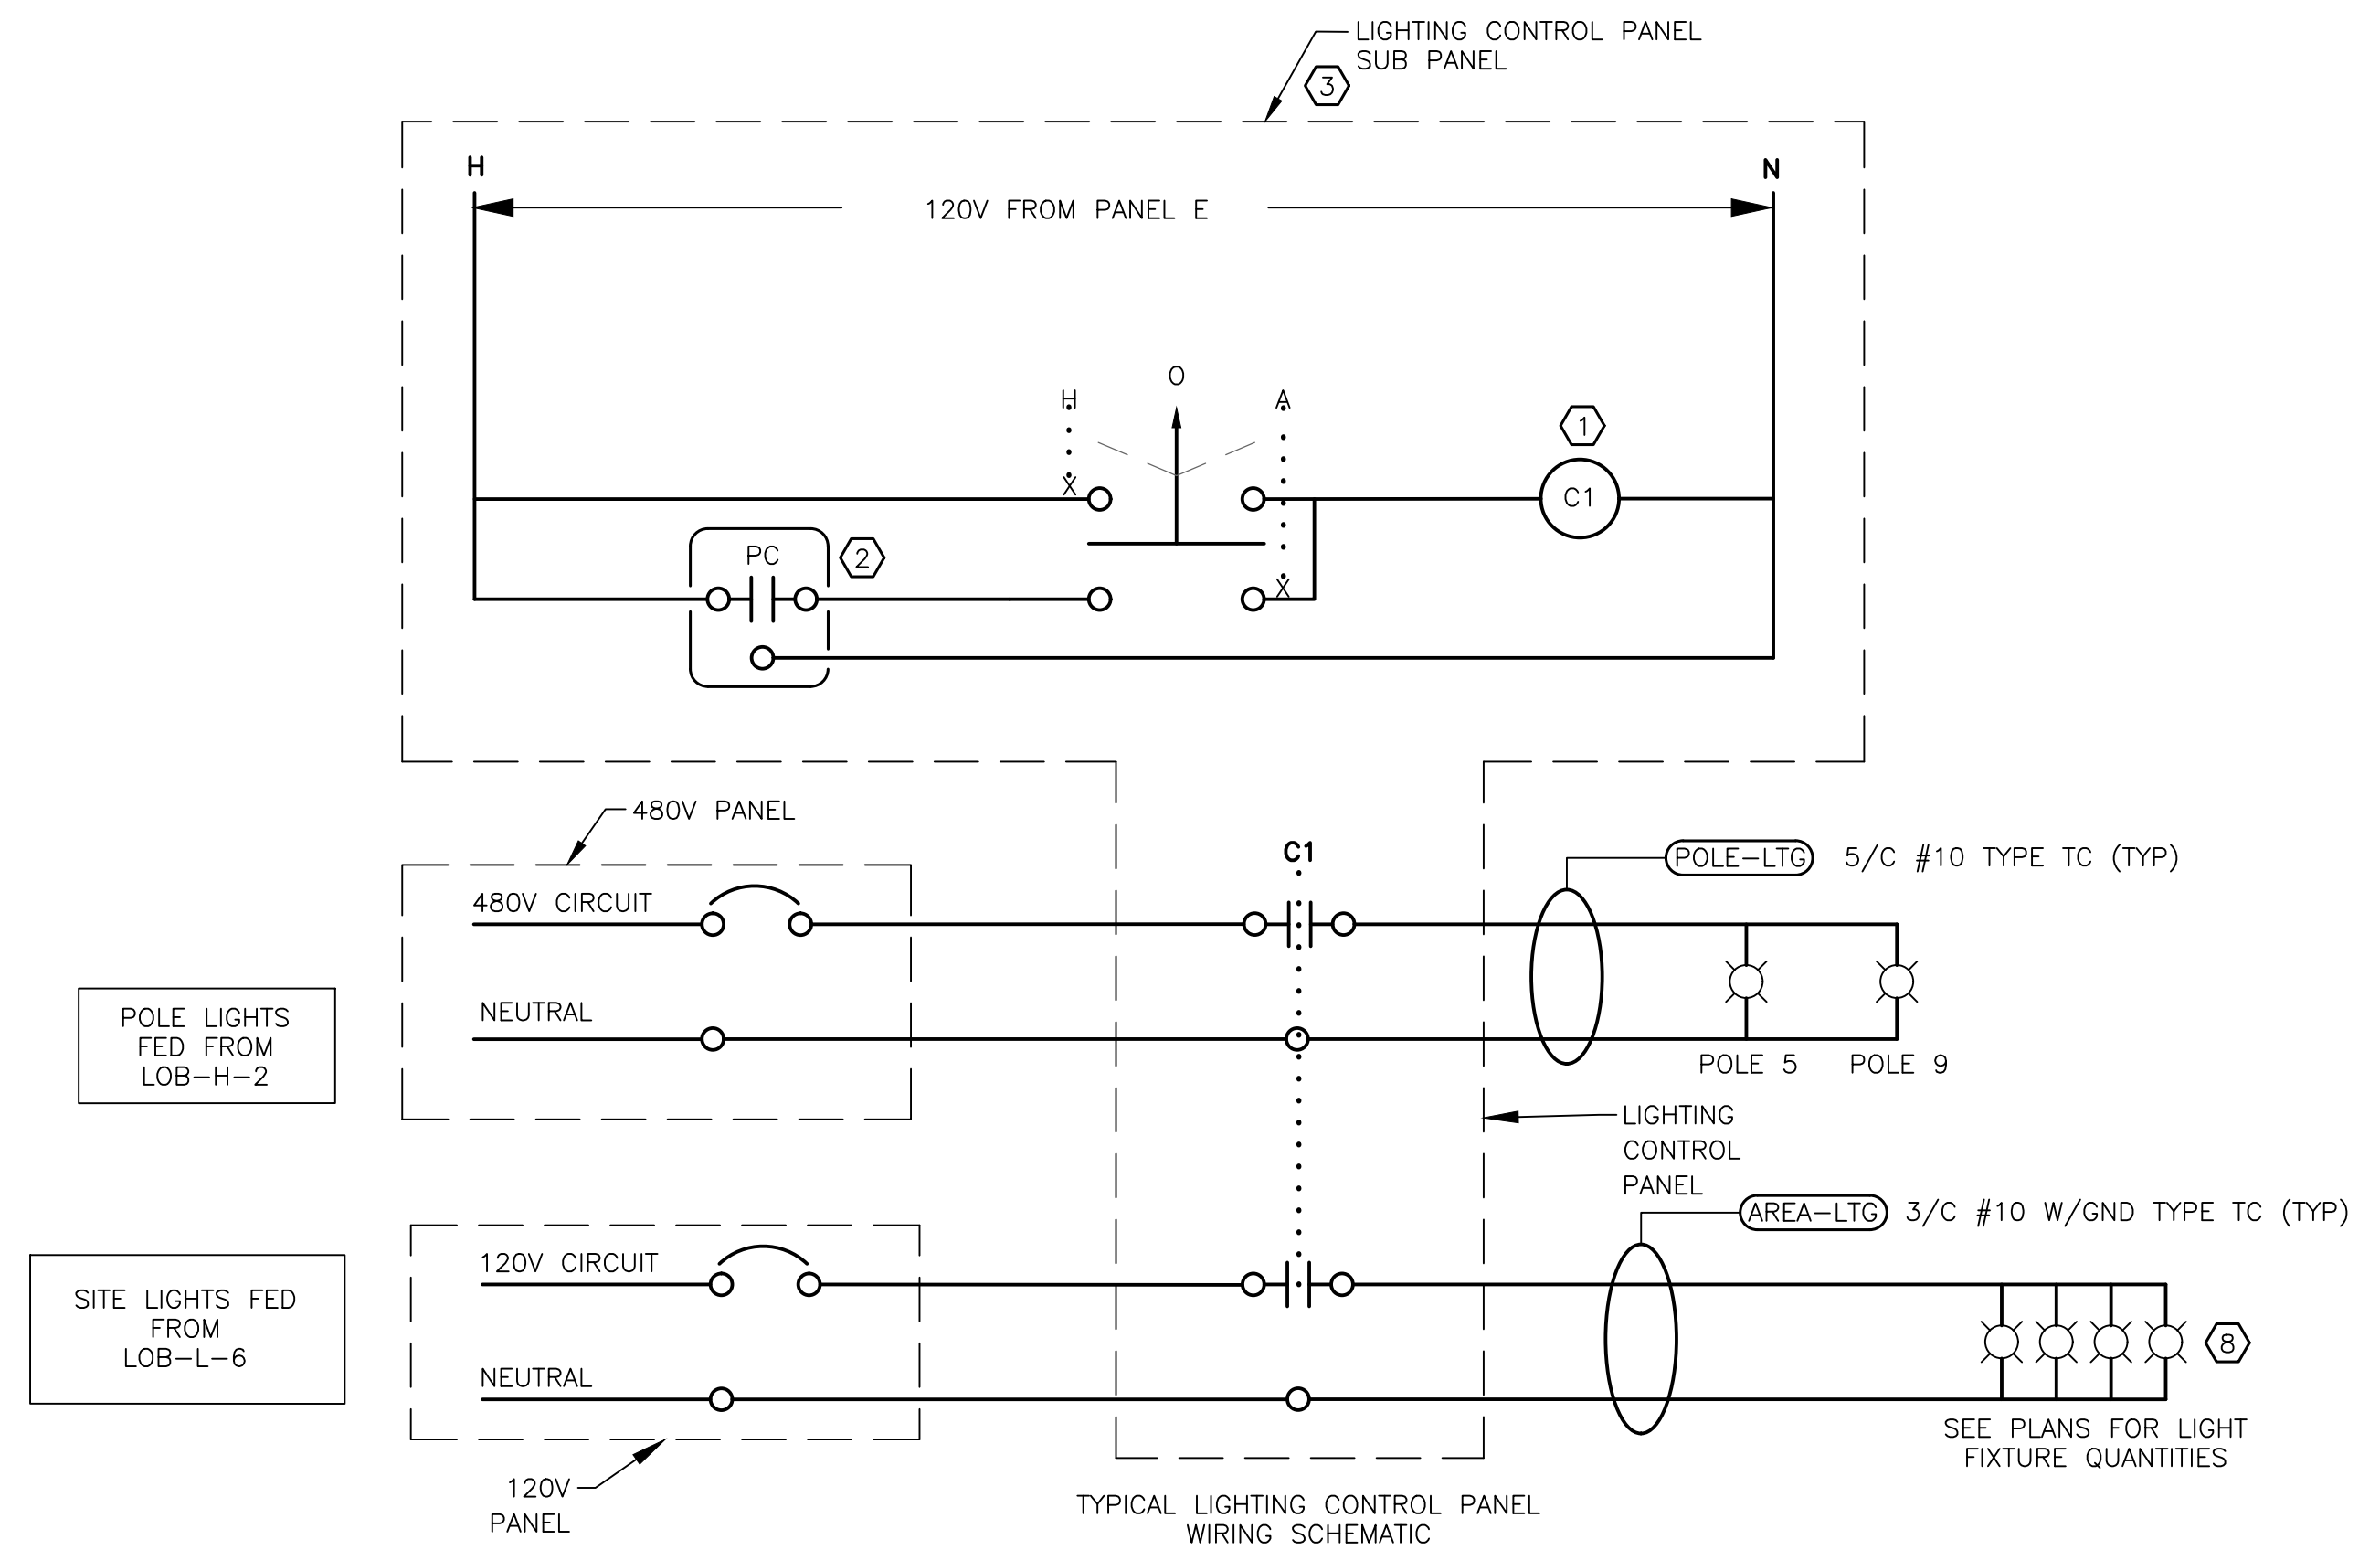 LIGHTING CONTROL PANEL
SUB PANEL
3
H
N
120V FROM PANEL E
H
O
A
1
X
C1
PC
2
X
480V PANEL
C1
POLE-LTG
5/C #10 TYPE TC (TYP)
480V CIRCUIT
NEUTRAL
POLE LIGHTS
FED FROM
LOB-H-2
POLE 5
POLE 9
LIGHTING
CONTROL
PANEL
AREA-LTG
3/C #10 W/GND TYPE TC (TYP)
120V CIRCUIT
SITE LIGHTS FED
FROM
LOB-L-6
8
NEUTRAL
SEE PLANS FOR LIGHT
FIXTURE QUANTITIES
120V
PANEL
TYPICAL LIGHTING CONTROL PANEL
WIRING SCHEMATIC